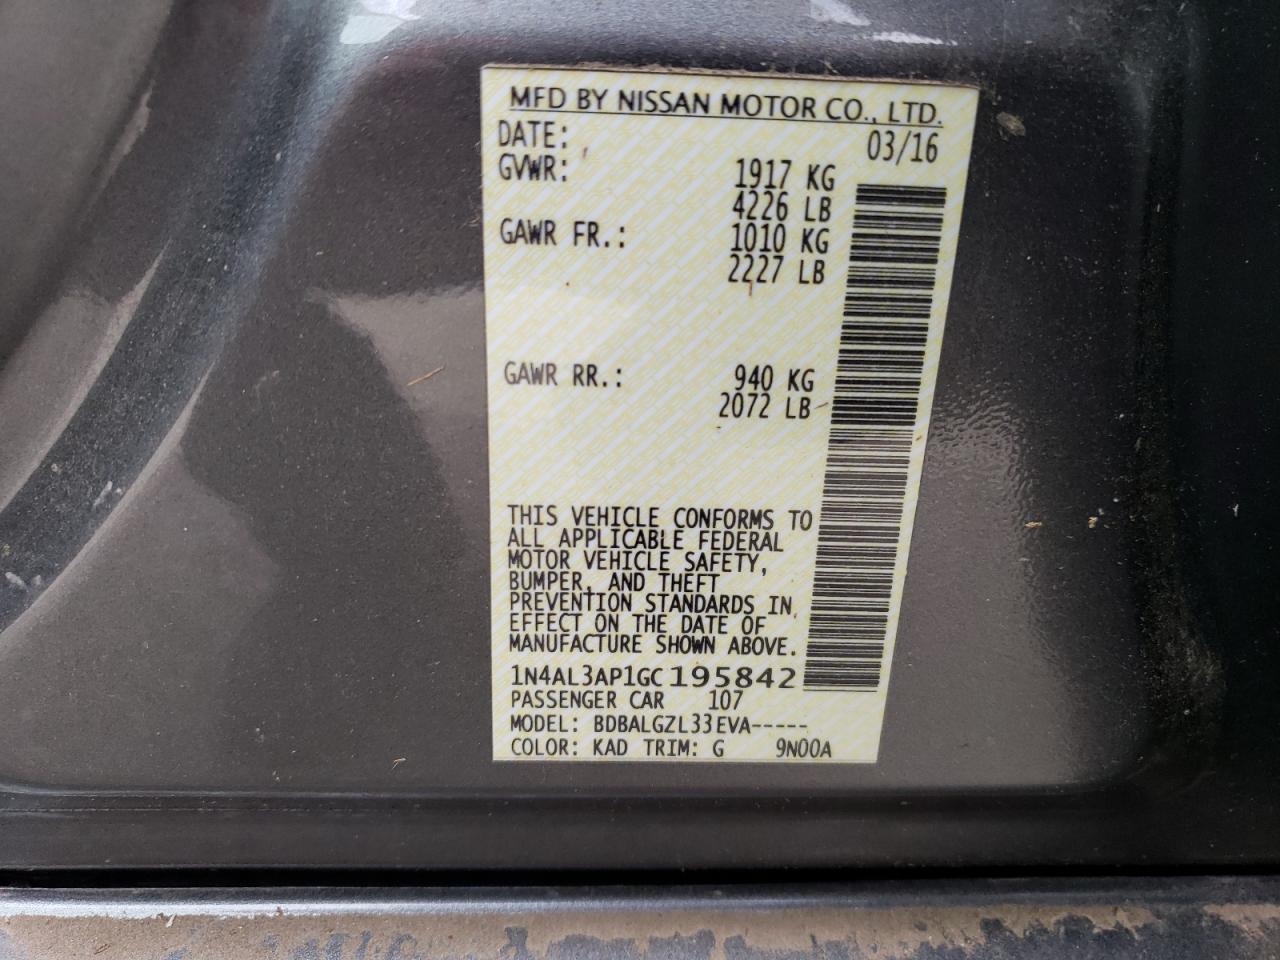 MFD BY NISSAN MOTOR CO., LTD.
DATE: 03/16
GVWR: 1917 KG
4226 LB
GAWR FR.: 1010 KG
2227 LB
GAWR RR.: 940 KG
2072 LB
THIS VEHICLE CONFORMS TO
ALL APPLICABLE FEDERAL
MOTOR VEHICLE SAFETY,
BUMPER, AND THEFT
PREVENTION STANDARDS IN
EFFECT ON THE DATE OF
MANUFACTURE SHOWN ABOVE.
1N4AL3AP1GC195842
PASSENGER CAR 107
MODEL: BDBALGZL33EVA-----
COLOR: KAD TRIM: G 9N00A